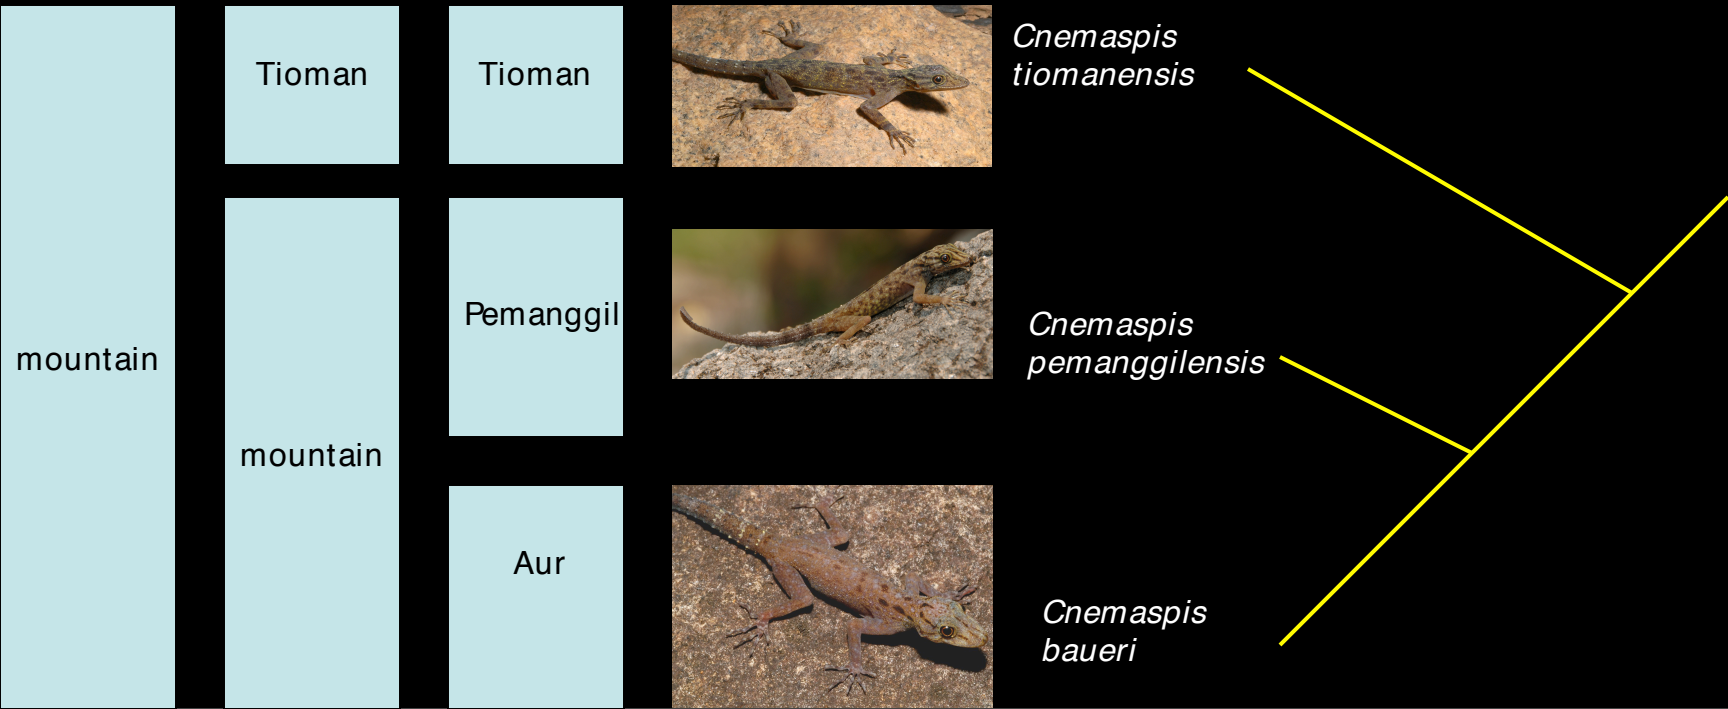 mountain
Tioman
mountain
Tioman
Pemanggil
Aur
Cnemaspis
tiomanensis
Cnemaspis
pemanggilensis
Cnemaspis
baueri